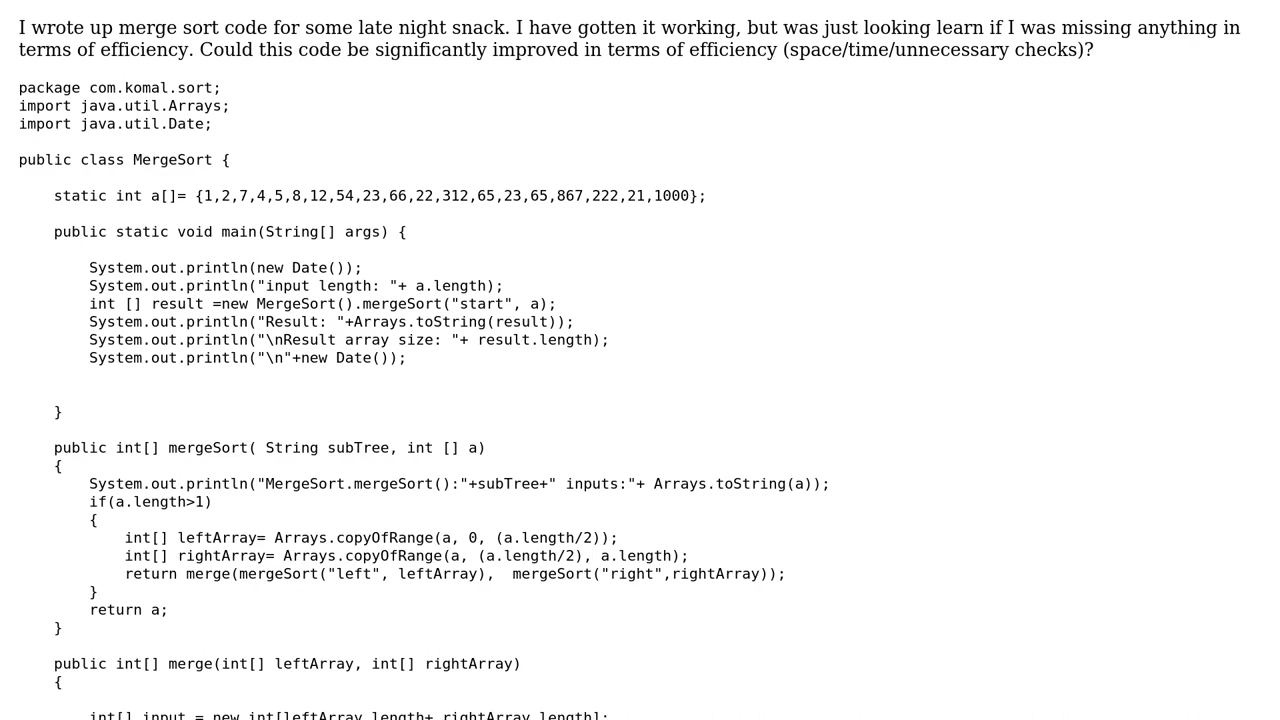 I wrote up merge sort code for some late night snack. I have gotten it working, but was just looking learn if I was missing anything in
terms of efficiency. Could this code be significantly improved in terms of efficiency (space/time/unnecessary checks)?
package com.komal.sort;
import java.util.Arrays;
import java.util.Date;
public class MergeSort {
static int a[]= {1,2,7,4,5,8,12,54,23,66,22,312,65,23,65,867,222,21,1000};
public static void main(String[] args) {
System.out.println(new Date());
System.out.println("input length: "+ a.length);
int [] result =new MergeSort().mergeSort("start", a);
System.out.println("Result: "+Arrays.toString(result));
System.out.println("\nResult array size: "+ result.length);
System.out.println("\n"+new Date());
}
public int[] mergeSort( String subTree, int [] a)
{
System.out.println("MergeSort.mergeSort():"+subTree+" inputs:"+ Arrays.toString(a));
if(a.length>1)
{
int[] leftArray= Arrays.copyOfRange(a, 0, (a.length/2));
int[] rightArray= Arrays.copyOfRange(a, (a.length/2), a.length);
return merge(mergeSort("left", leftArray),  mergeSort("right",rightArray));
}
return a;
}
public int[] merge(int[] leftArray, int[] rightArray)
{
int[] input = new int[leftArray.length+ rightArray.length];